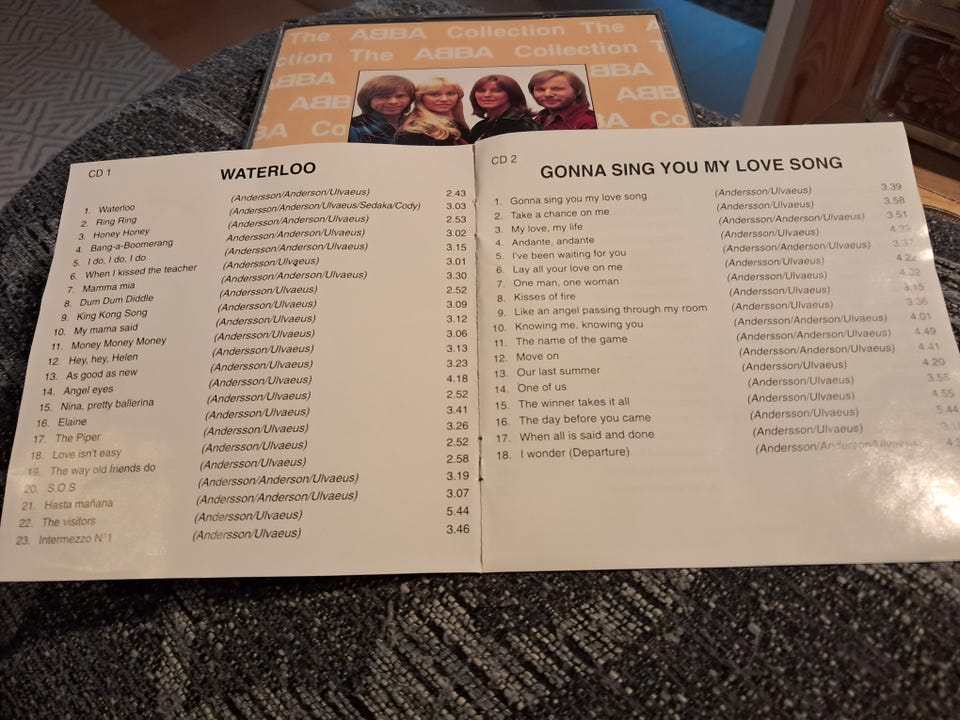 The ABBA Collection The A
ction The ABBA Collection T
ABBA ABBA
ABB ABB
BA Co Co
CD 1
WATERLOO
1. Waterloo (Andersson/Anderson/Ulvaeus) 2.43
2. Ring Ring (Andersson/Anderson/Ulvaeus/Sedaka/Cody) 3.03
3. Honey Honey (Andersson/Anderson/Ulvaeus) 2.53
4. Bang-a-Boomerang Andersson/Anderson/Ulvaeus) 3.02
5. I do, I do, I do (Andersson/Anderson/Ulvaeus) 3.15
6. When I kissed the teacher (Andersson/Ulvaeus) 3.01
7. Mamma mia (Andersson/Anderson/Ulvaeus) 3.30
8. Dum Dum Diddle (Andersson/Ulvaeus) 2.52
9. King Kong Song (Andersson/Ulvaeus) 3.09
10. My mama said (Andersson/Ulvaeus) 3.12
11. Money Money Money (Andersson/Ulvaeus) 3.06
12. Hey, hey, Helen (Andersson/Ulvaeus) 3.13
13. As good as new (Andersson/Ulvaeus) 3.23
14. Angel eyes (Andersson/Ulvaeus) 4.18
15. Nina, pretty ballerina (Andersson/Ulvaeus) 2.52
16. Elaine (Andersson/Ulvaeus) 3.41
17. The Piper (Andersson/Ulvaeus) 3.26
18. Love isn't easy (Andersson/Ulvaeus) 2.52
19. The way old friends do (Andersson/Ulvaeus) 2.58
20. S.O.S (Andersson/Anderson/Ulvaeus) 3.19
21. Hasta mañana (Andersson/Anderson/Ulvaeus) 3.07
22. The visitors (Andersson/Ulvaeus) 5.44
23. Intermezzo N°1 (Andersson/Ulvaeus) 3.46
CD 2
GONNA SING YOU MY LOVE SONG
1. Gonna sing you my love song (Andersson/Ulvaeus) 3.39
2. Take a chance on me (Andersson/Ulvaeus) 3.58
3. My love, my life (Andersson/Anderson/Ulvaeus) 3.51
4. Andante, andante (Andersson/Ulvaeus) 4.39
5. I've been waiting for you (Andersson/Anderson/Ulvaeus) 3.37
6. Lay all your love on me (Andersson/Ulvaeus)
7. One man, one woman (Andersson/Ulvaeus) 4.32
8. Kisses of fire (Andersson/Ulvaeus) 3.15
9. Like an angel passing through my room (Andersson/Ulvaeus) 3.36
10. Knowing me, knowing you (Andersson/Anderson/Ulvaeus) 4.01
11. The name of the game (Andersson/Anderson/Ulvaeus) 4.49
12. Move on (Andersson/Anderson/Ulvaeus) 4.41
13. Our last summer (Andersson/Ulvaeus) 4.20
14. One of us (Andersson/Ulvaeus) 3.55
15. The winner takes it all (Andersson/Ulvaeus) 4.55
16. The day before you came (Andersson/Ulvaeus) 5.44
17. When all is said and done (Andersson/Ulvaeus)
18. I wonder (Departure) (Andersson/Anderson/Ulvaeus)